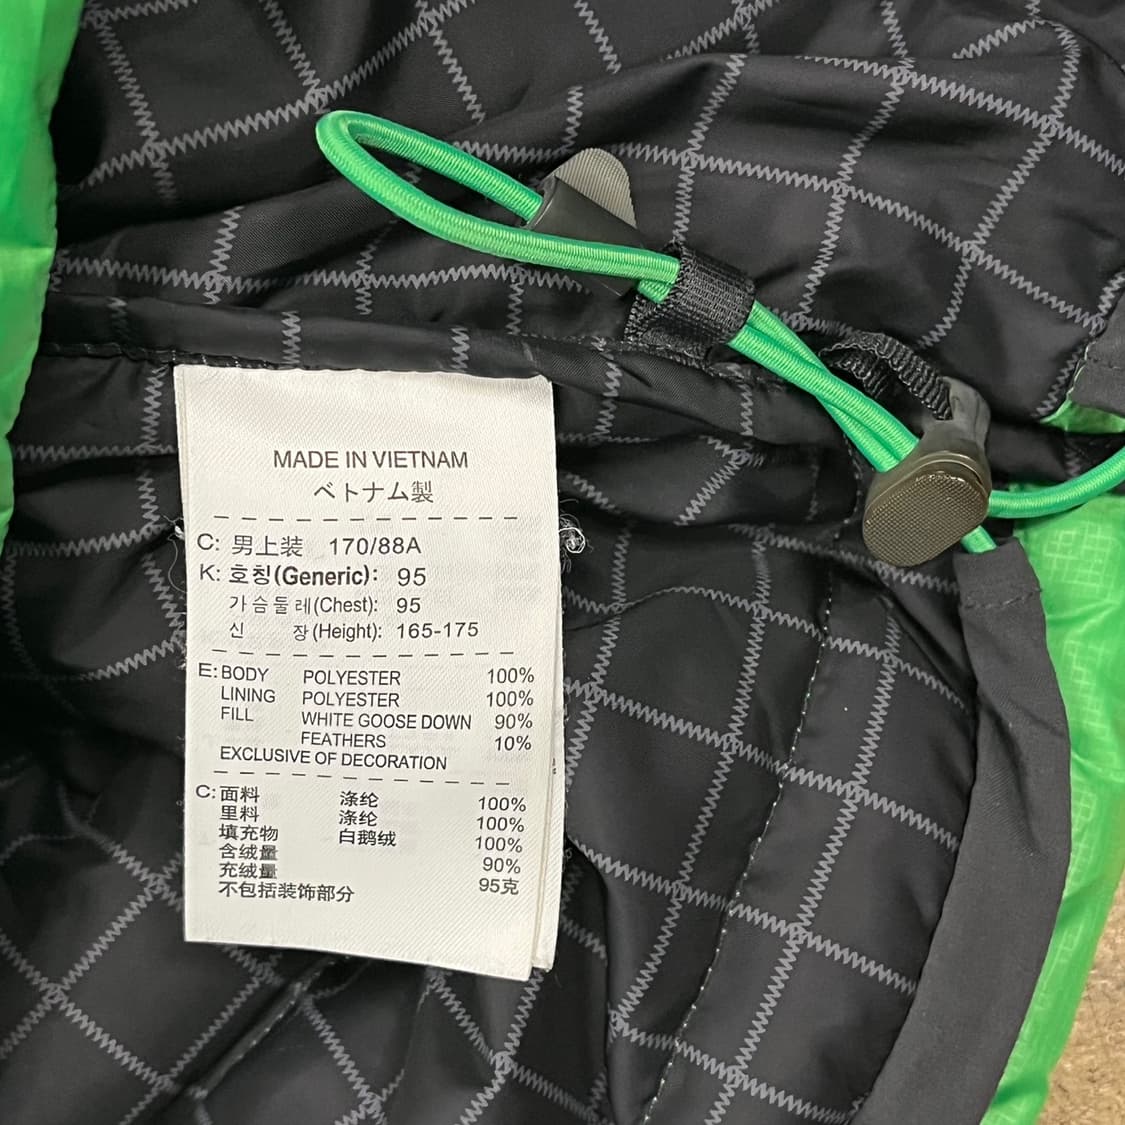 MADE IN VIETNAM
ベトナム製
C: 男上装 170/88A
K: 호칭(Generic): 95
가슴둘레(Chest): 95
신 장(Height): 165-175
E: BODY POLYESTER 100%
LINING POLYESTER 100%
FILL WHITE GOOSE DOWN 90%
FEATHERS 10%
EXCLUSIVE OF DECORATION
C: 面料 涤纶 100%
里料 涤纶 100%
填充物 白鹅绒 100%
含绒量 90%
充绒量 95克
不包括装饰部分